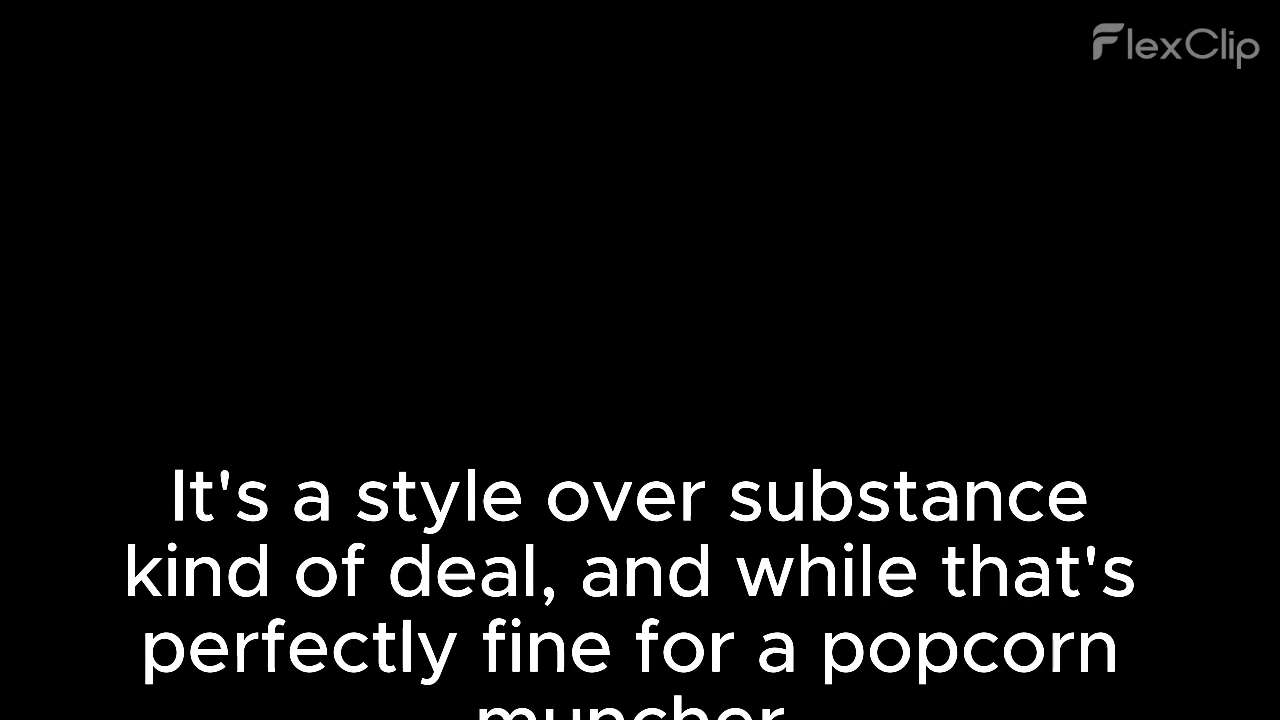 FlexClip
It's a style over substance
kind of deal, and while that's
perfectly fine for a popcorn
muncher